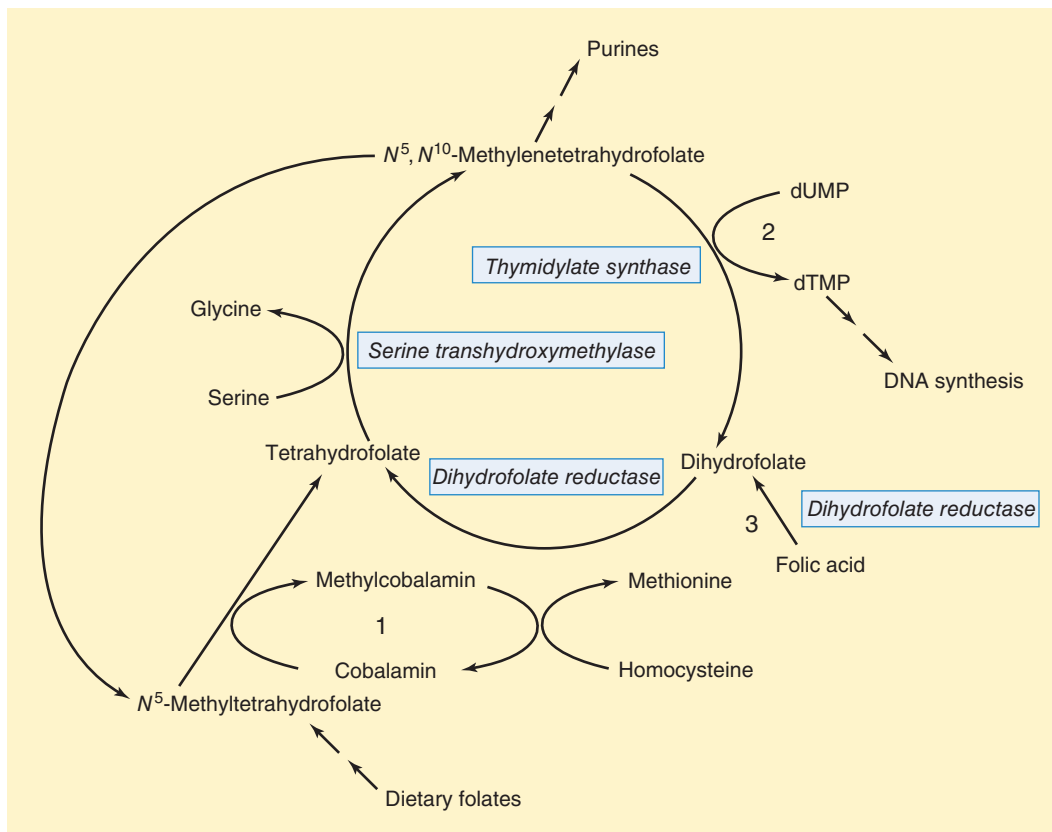 Purines
N⁵, N¹⁰-Methylenetetrahydrofolate
dUMP
2
Thymidylate synthase
dTMP
Glycine
Serine transhydroxymethylase
DNA synthesis
Serine
Tetrahydrofolate
Dihydrofolate reductase
Dihydrofolate
Dihydrofolate reductase
3
Folic acid
Methylcobalamin
Methionine
1
Cobalamin
Homocysteine
N⁵-Methyltetrahydrofolate
Dietary folates